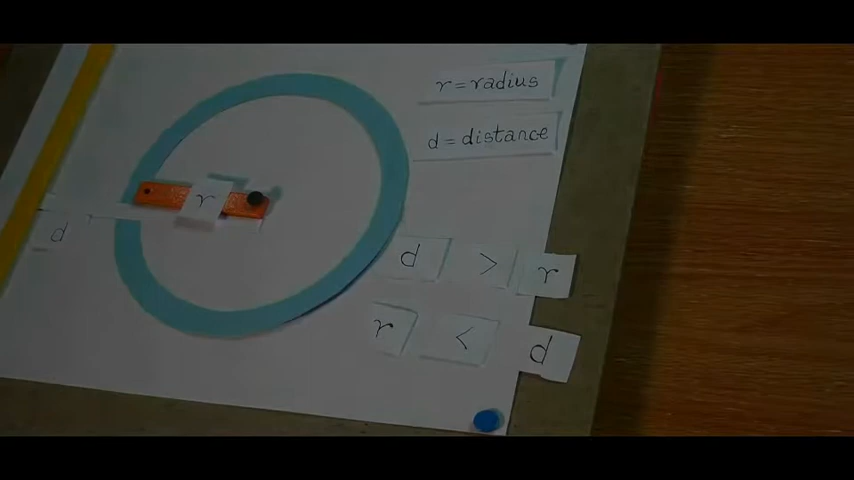 r = radius
d = distance
r
d
d > r
r < d